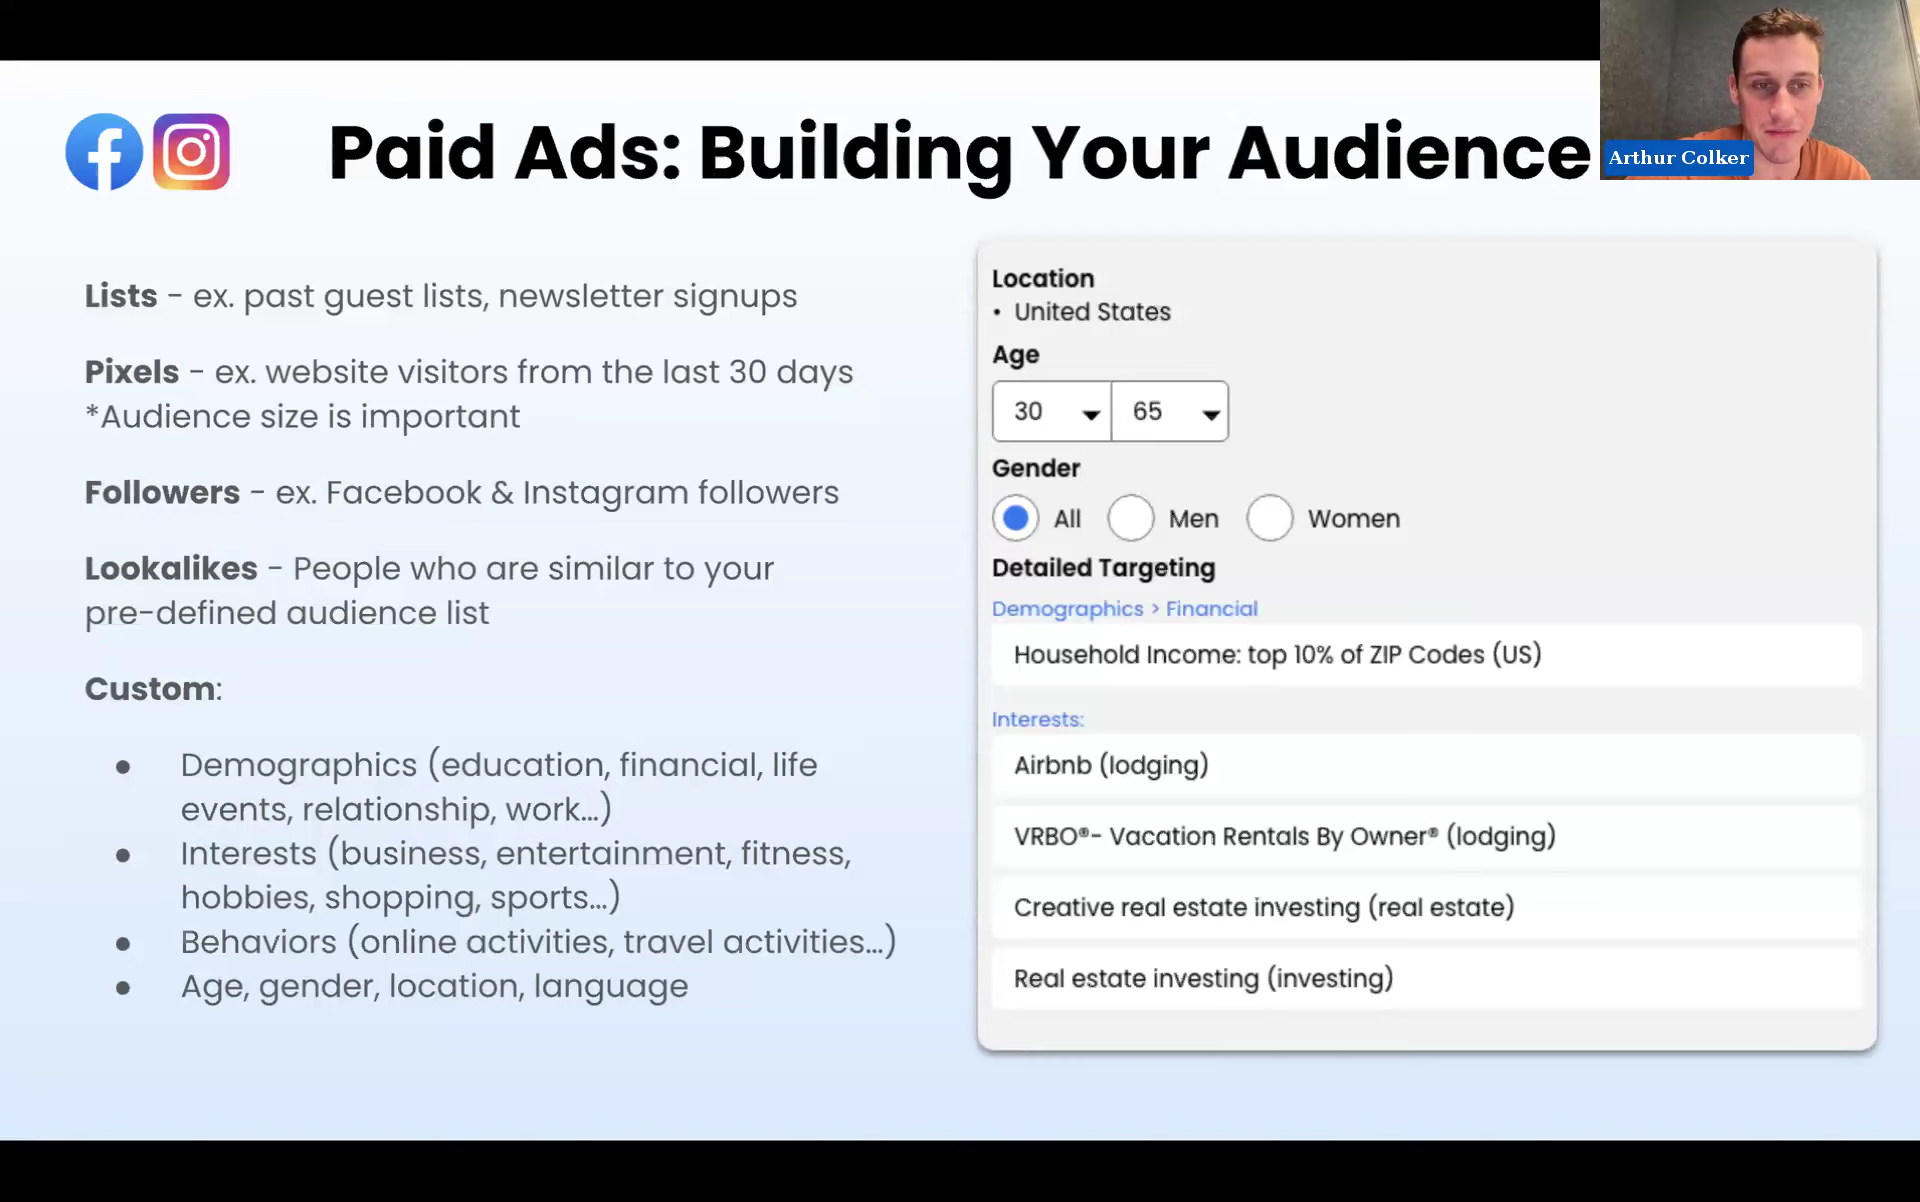 Paid Ads: Building Your Audience
Arthur Colker
Lists - ex. past guest lists, newsletter signups
Pixels - ex. website visitors from the last 30 days
*Audience size is important
Followers - ex. Facebook & Instagram followers
Lookalikes - People who are similar to your
pre-defined audience list
Custom:
● Demographics (education, financial, life
events, relationship, work...)
● Interests (business, entertainment, fitness,
hobbies, shopping, sports...)
● Behaviors (online activities, travel activities...)
● Age, gender, location, language
Location
• United States
Age
30 65
Gender
All Men Women
Detailed Targeting
Demographics > Financial
Household Income: top 10% of ZIP Codes (US)
Interests:
Airbnb (lodging)
VRBO®- Vacation Rentals By Owner® (lodging)
Creative real estate investing (real estate)
Real estate investing (investing)